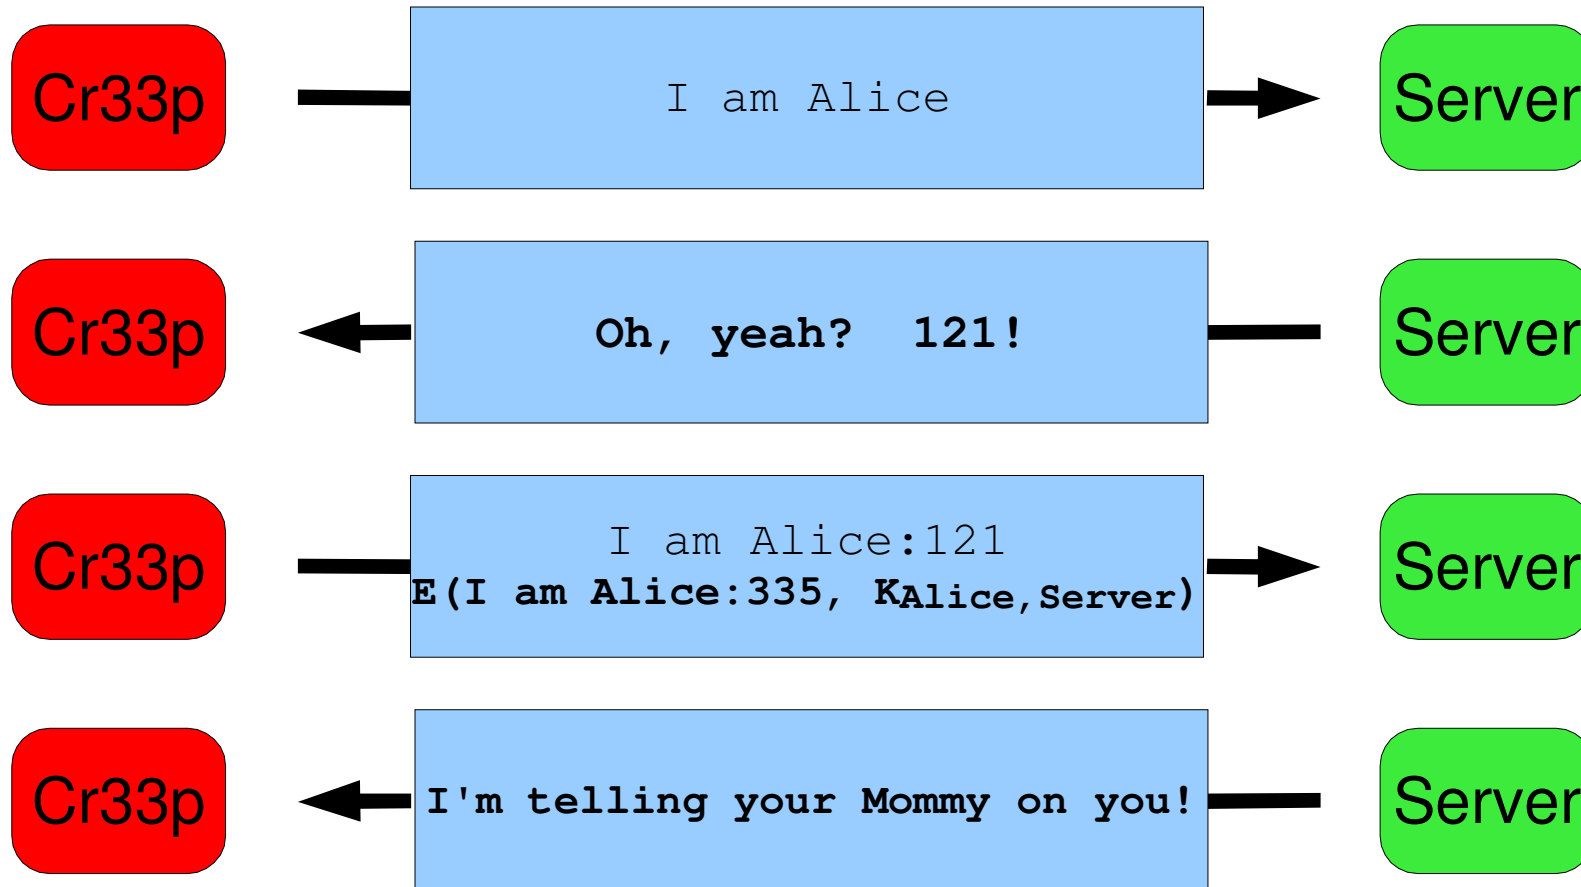 Cr33p I am Alice Server
Cr33p Oh, yeah?  121! Server
I am Alice:121
Cr33p Server
E(I am Alice:335, KAlice,Server)
Cr33p I'm telling your Mommy on you! Server